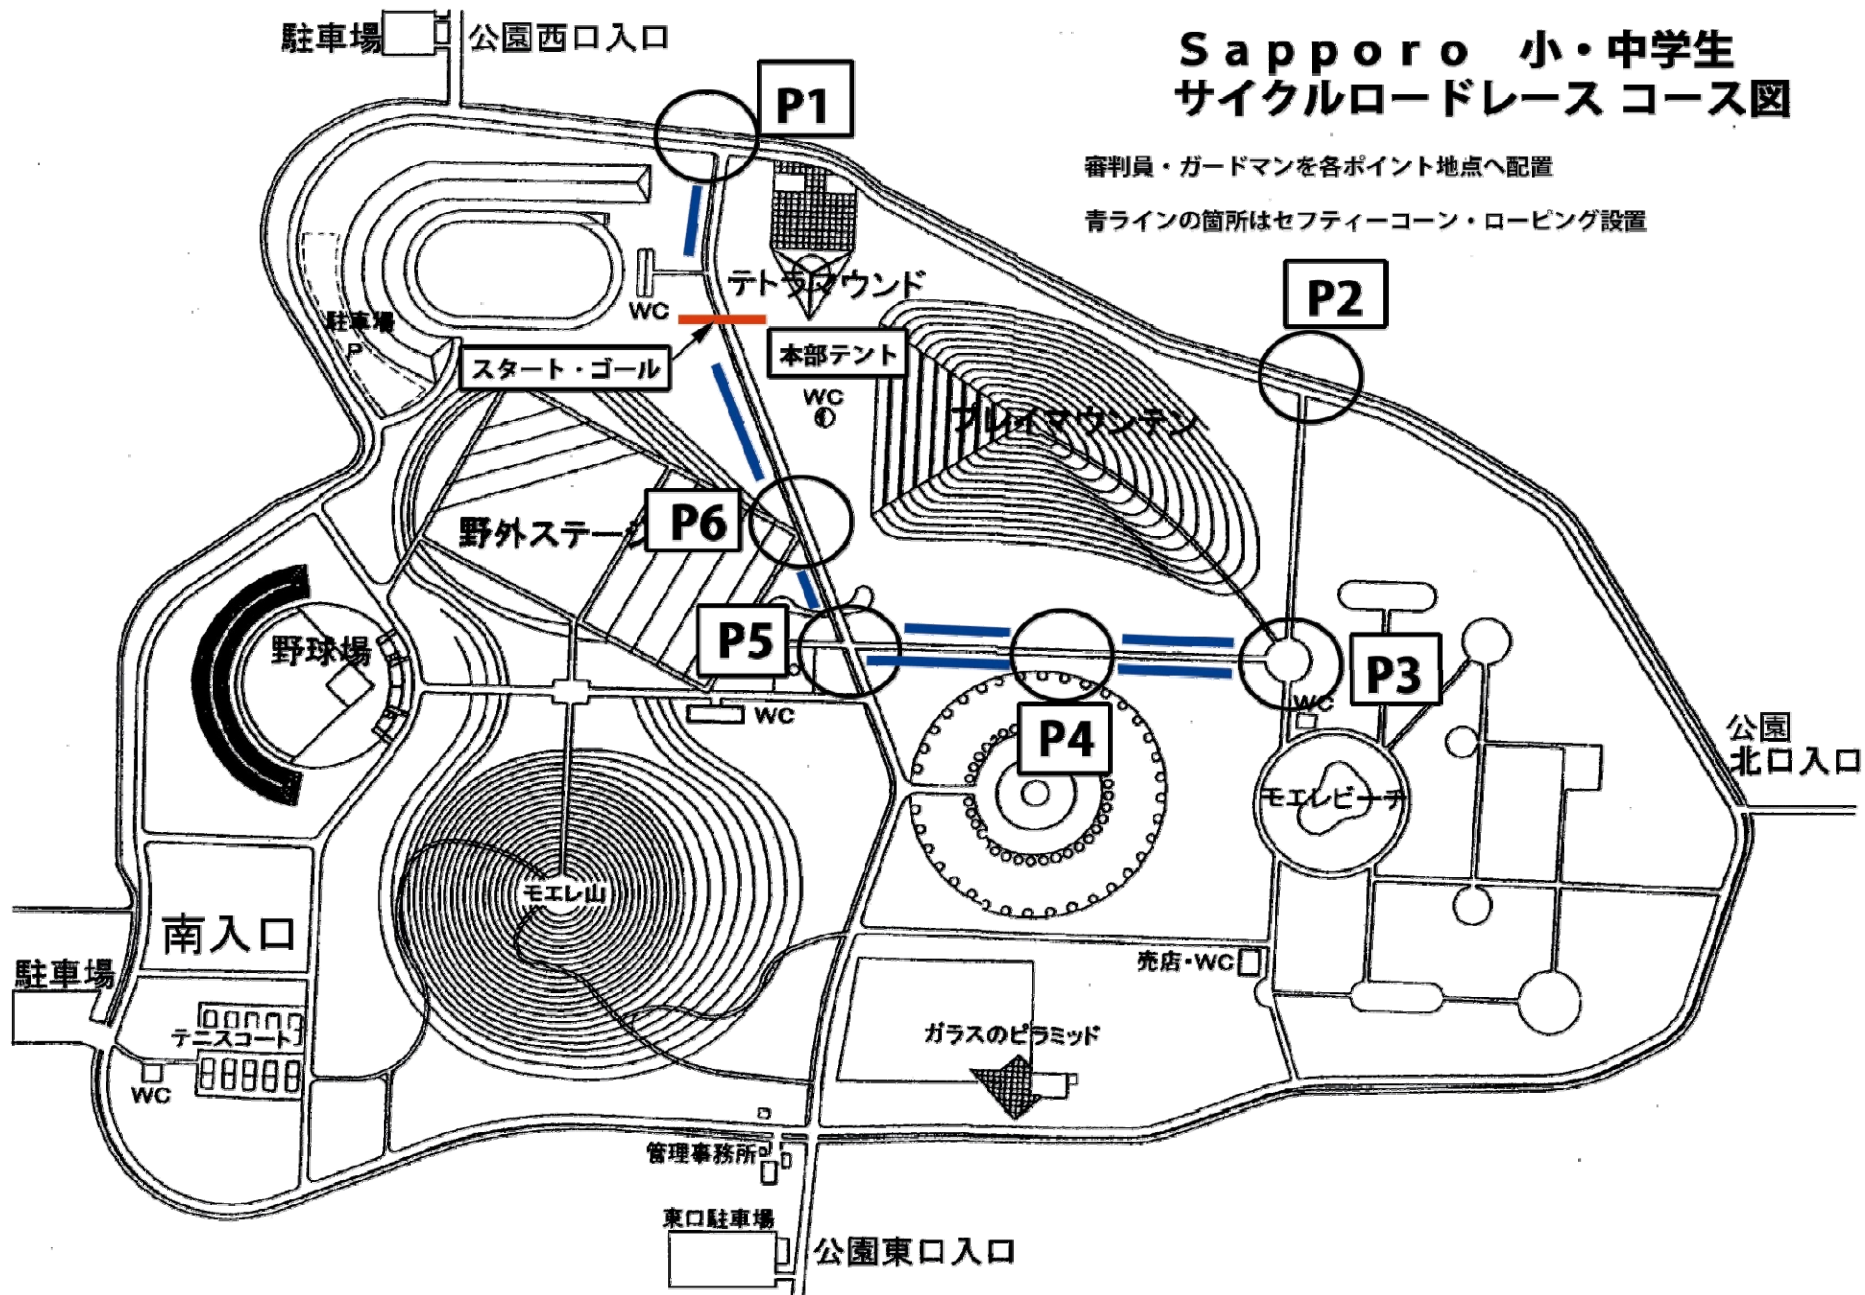 Sapporo 小・中学生
サイクルロードレース コース図
審判員・ガードマンを各ポイント地点へ配置
青ラインの箇所はセフティーコーン・ロービング設置
駐車場
公園西口入口
P1
P2
テトラマウンド
WC
駐車場
P
スタート・ゴール
本部テント
WC
プレイマウンテン
P6
野外ステージ
P5
野球場
P3
WC
WC
P4
公園
北口入口
モエレビーチ
モエレ山
南入口
売店・WC
駐車場
ガラスのピラミッド
テニスコート
WC
管理事務所
東口駐車場
公園東口入口